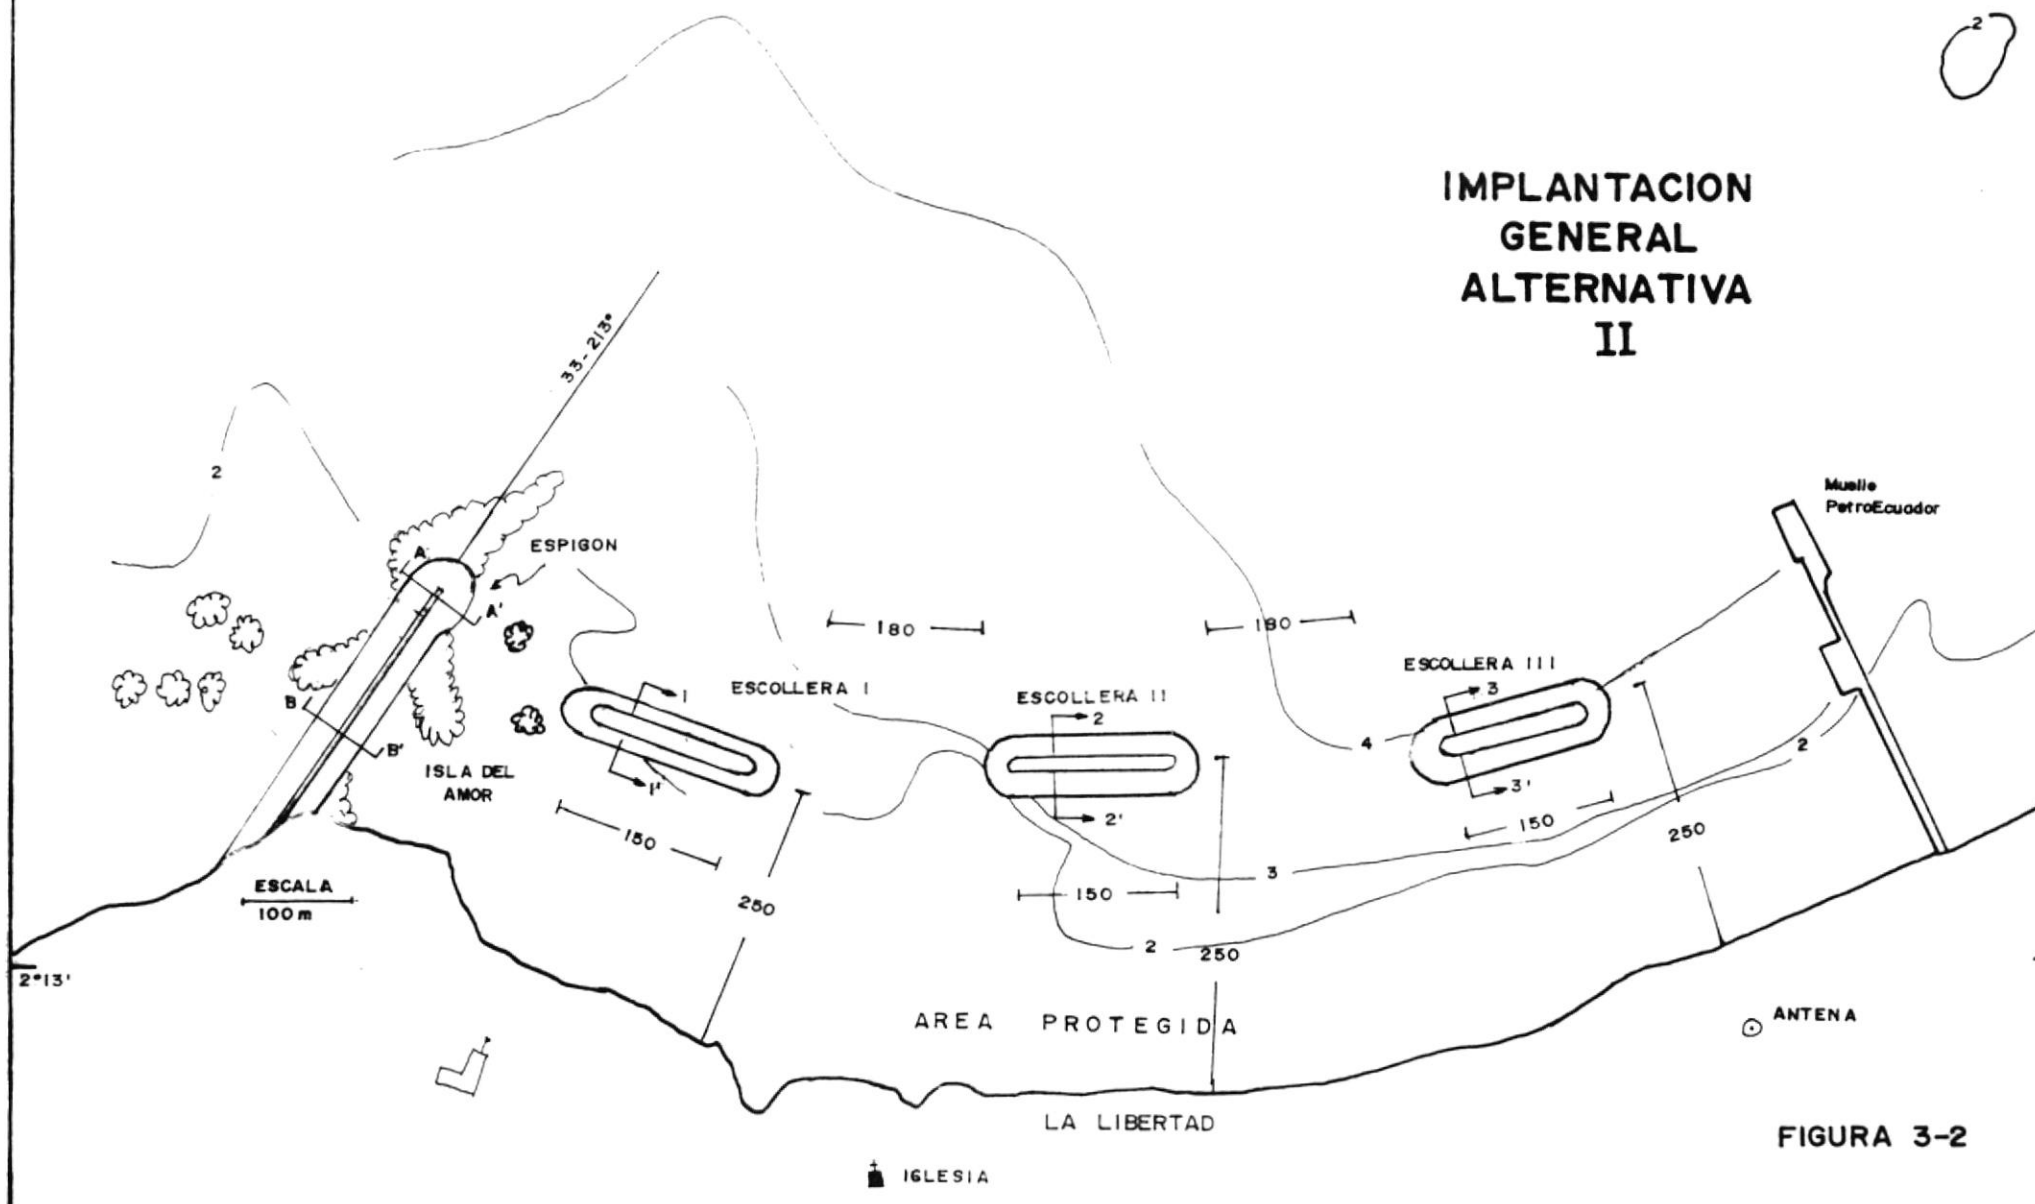 2
IMPLANTACION
GENERAL
ALTERNATIVA
II
33-213°
2
Muelle
PetroEcuador
ESPIGON
A
A'
180
180
ESCOLLERA III
ESCOLLERA I
ESCOLLERA II
1
2
3
B
B'
4
2
ISLA DEL
AMOR
1'
2'
3'
150
150
250
ESCALA
100 m
3
150
250
2
250
2°13'
AREA PROTEGIDA
ANTENA
LA LIBERTAD
FIGURA 3-2
IGLESIA